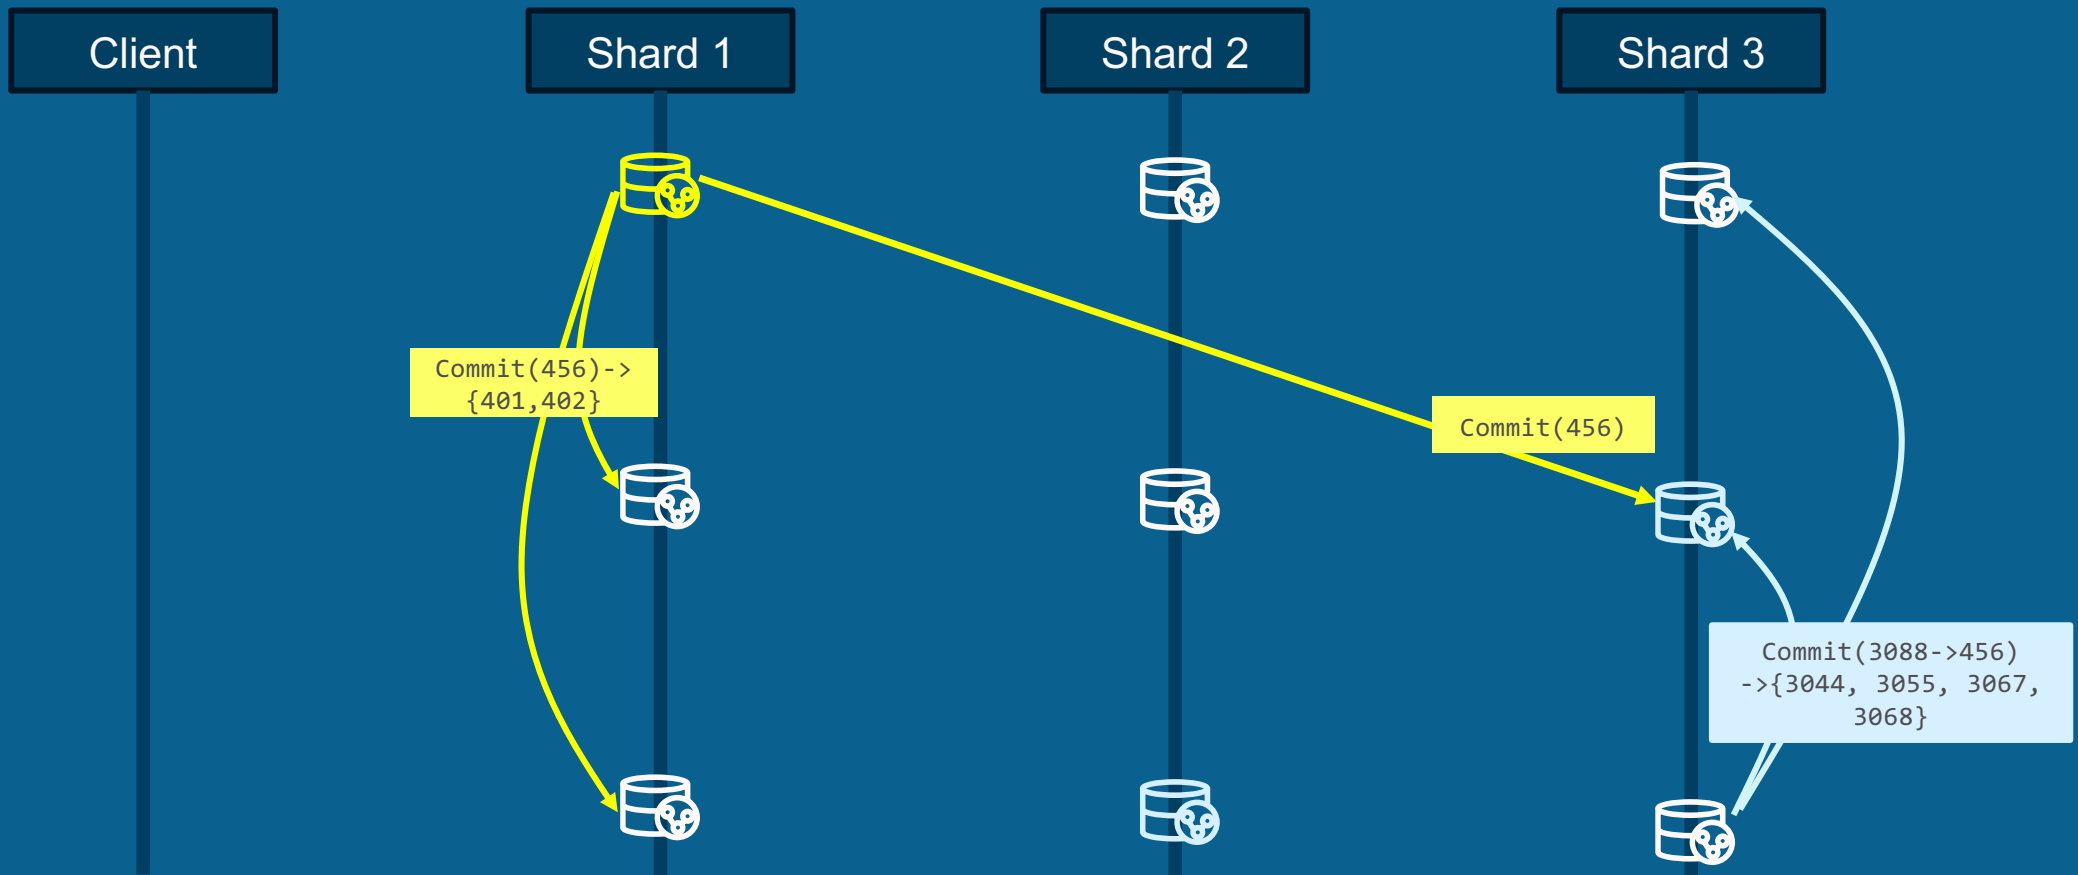 Client
Shard 1
Shard 2
Shard 3
Commit(456)->
{401,402}
Commit(456)
Commit(3088->456)
->{3044, 3055, 3067,
3068}